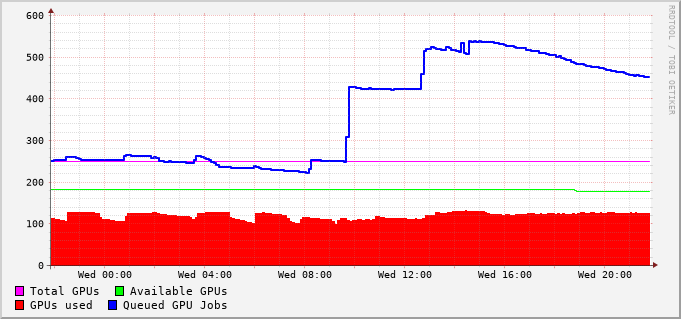 600
500
400
300
200
100
0
Wed 00:00 Wed 04:00 Wed 08:00 Wed 12:00 Wed 16:00 Wed 20:00
Total GPUs Available GPUs
GPUs used Queued GPU Jobs
RRDTOOL / TOBI OETIKER